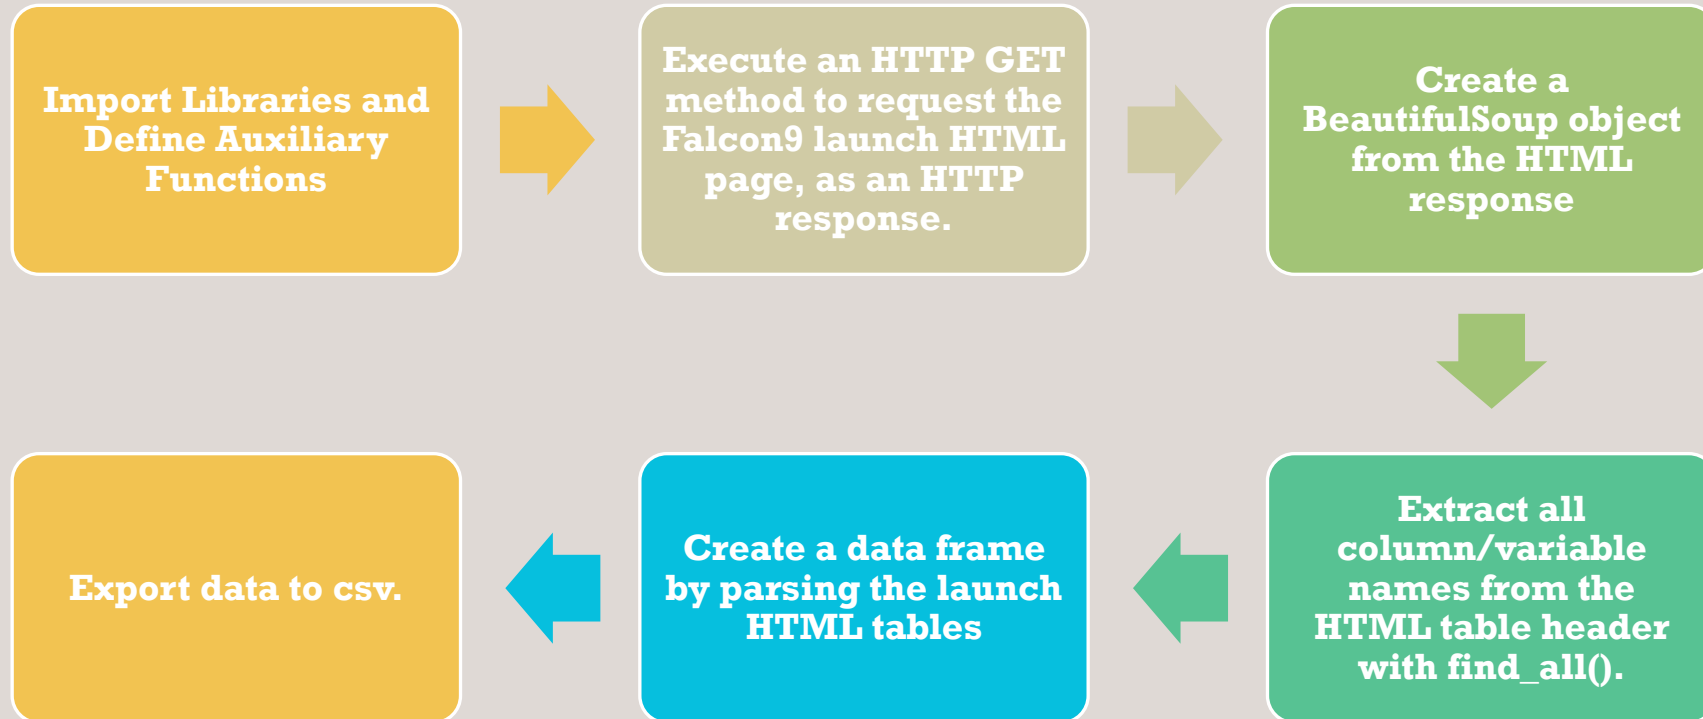 Import Libraries and
Define Auxiliary
Functions
Execute an HTTP GET
method to request the
Falcon9 launch HTML
page, as an HTTP
response.
Create a
BeautifulSoup object
from the HTML
response
Extract all
column/variable
names from the
HTML table header
with find_all().
Create a data frame
by parsing the launch
HTML tables
Export data to csv.